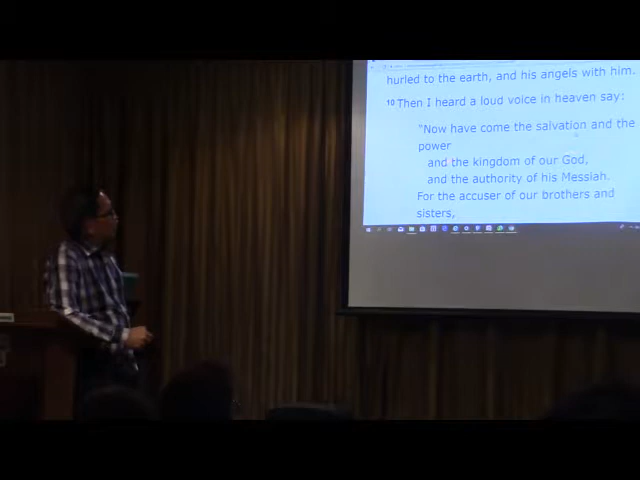 hurled to the earth, and his angels with him.
10 Then I heard a loud voice in heaven say:
"Now have come the salvation and the
power
and the kingdom of our God,
and the authority of his Messiah.
For the accuser of our brothers and
sisters,